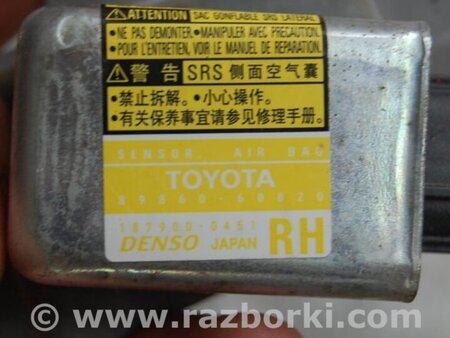 ⚠ATTENTION SAC GONFLABLE SRS LATERAL
•NE PAS DEMONTER.•MANIPULER AVEC PRECAUTION.
•POUR L'ENTRETIEN, VOIR LE MANUEL DE REPARATION.
⚠警告 SRS 侧面空气囊
•禁止拆解。•小心操作。
•有关保养事宜请参见修理手册.
SENSOR, AIR BAG
TOYOTA
89860-60820
187900-0451
DENSO JAPAN RH
© www.razborki.com